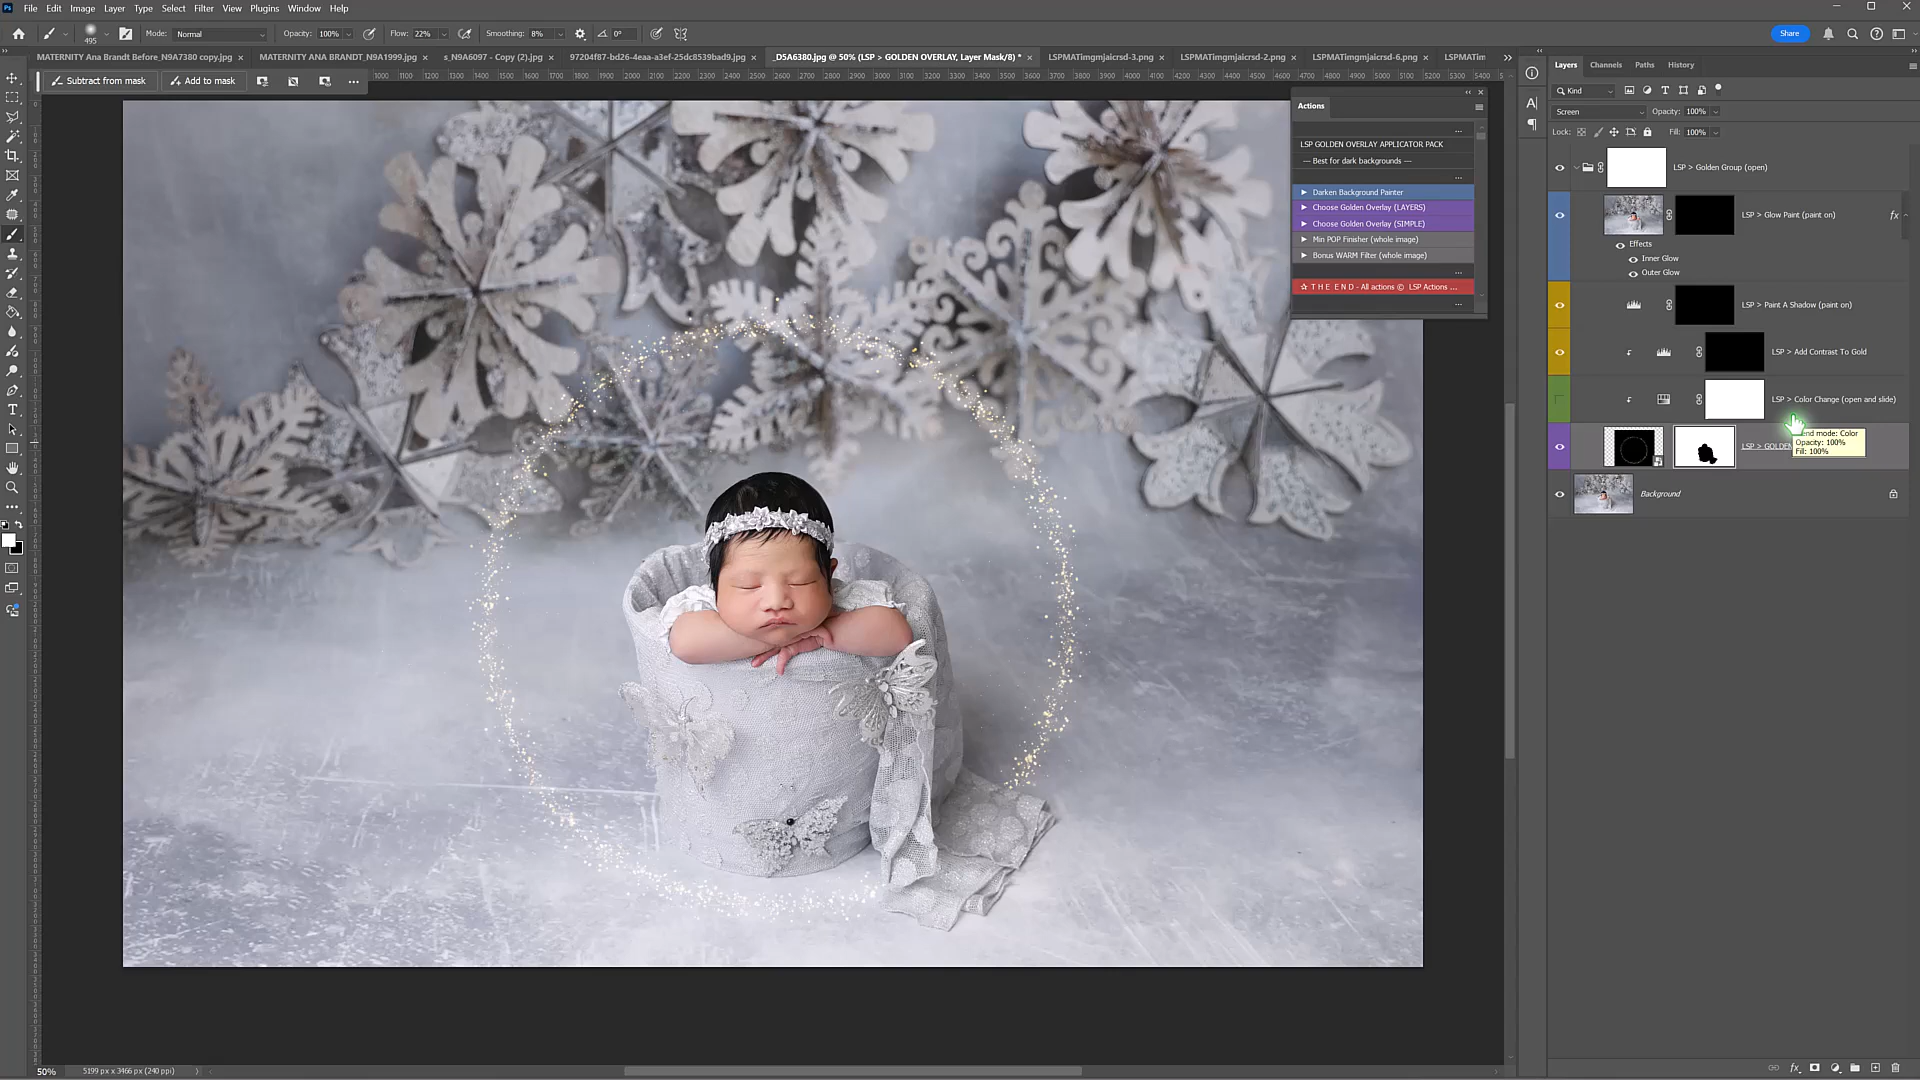 File Edit Image Layer Type Select Filter View Plugins Window Help
495 Mode: Normal Opacity: 100% Flow: 22% Smoothing: 8% 0° Share
MATERNITY Ana Brandt Before_N9A7380 copy.jpg × MATERNITY ANA BRANDT_N9A1999.jpg × s_N9A6097 - Copy (2).jpg × 97204f87-bd26-4eaa-a3ef-25dc8539bad9.jpg × _D5A6380.jpg @ 50% (LSP > GOLDEN OVERLAY, Layer Mask/8) * × LSPMATimgmjaicrsd-3.png × LSPMATimgmjaicrsd-2.png × LSPMATimgmjaicrsd-6.png × LSPMATim
Subtract from mask Add to mask ...
Actions
LSP GOLDEN OVERLAY APPLICATOR PACK
--- Best for dark backgrounds ---
...
Darken Background Painter
Choose Golden Overlay (LAYERS)
Choose Golden Overlay (SIMPLE)
Min POP Finisher (whole image)
Bonus WARM Filter (whole image)
...
✰ T H E E N D - All actions © LSP Actions ...
...
Layers Channels Paths History
Kind
Screen Opacity: 100%
Lock: Fill: 100%
LSP > Golden Group (open)
LSP > Glow Paint (paint on) fx
Effects
Inner Glow
Outer Glow
LSP > Paint A Shadow (paint on)
LSP > Add Contrast To Gold
LSP > Color Change (open and slide)
LSP > GOLDEN
mode: Color
Opacity: 100%
Fill: 100%
Background
50% 5199 px x 3466 px (240 ppi)